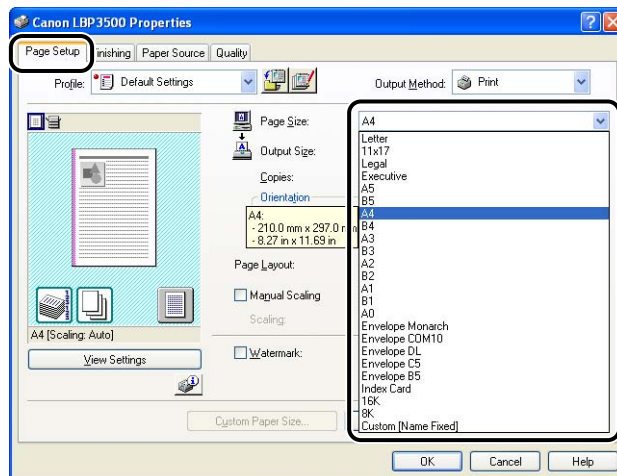 Canon LBP3500 Properties
Page Setup Finishing Paper Source Quality
Profile: Default Settings Output Method: Print
Page Size: A4
Output Size:
Copies:
Orientation
A4:
- 210.0 mm x 297.0 m
- 8.27 in x 11.69 in
Page Layout:
Manual Scaling
Scaling:
Watermark:
Letter
11x17
Legal
Executive
A5
B5
A4
B4
A3
B3
A2
B2
A1
B1
A0
Envelope Monarch
Envelope COM10
Envelope DL
Envelope C5
Envelope B5
Index Card
16K
8K
Custom [Name Fixed]
A4 [Scaling: Auto]
View Settings
Custom Paper Size...
OK Cancel Help